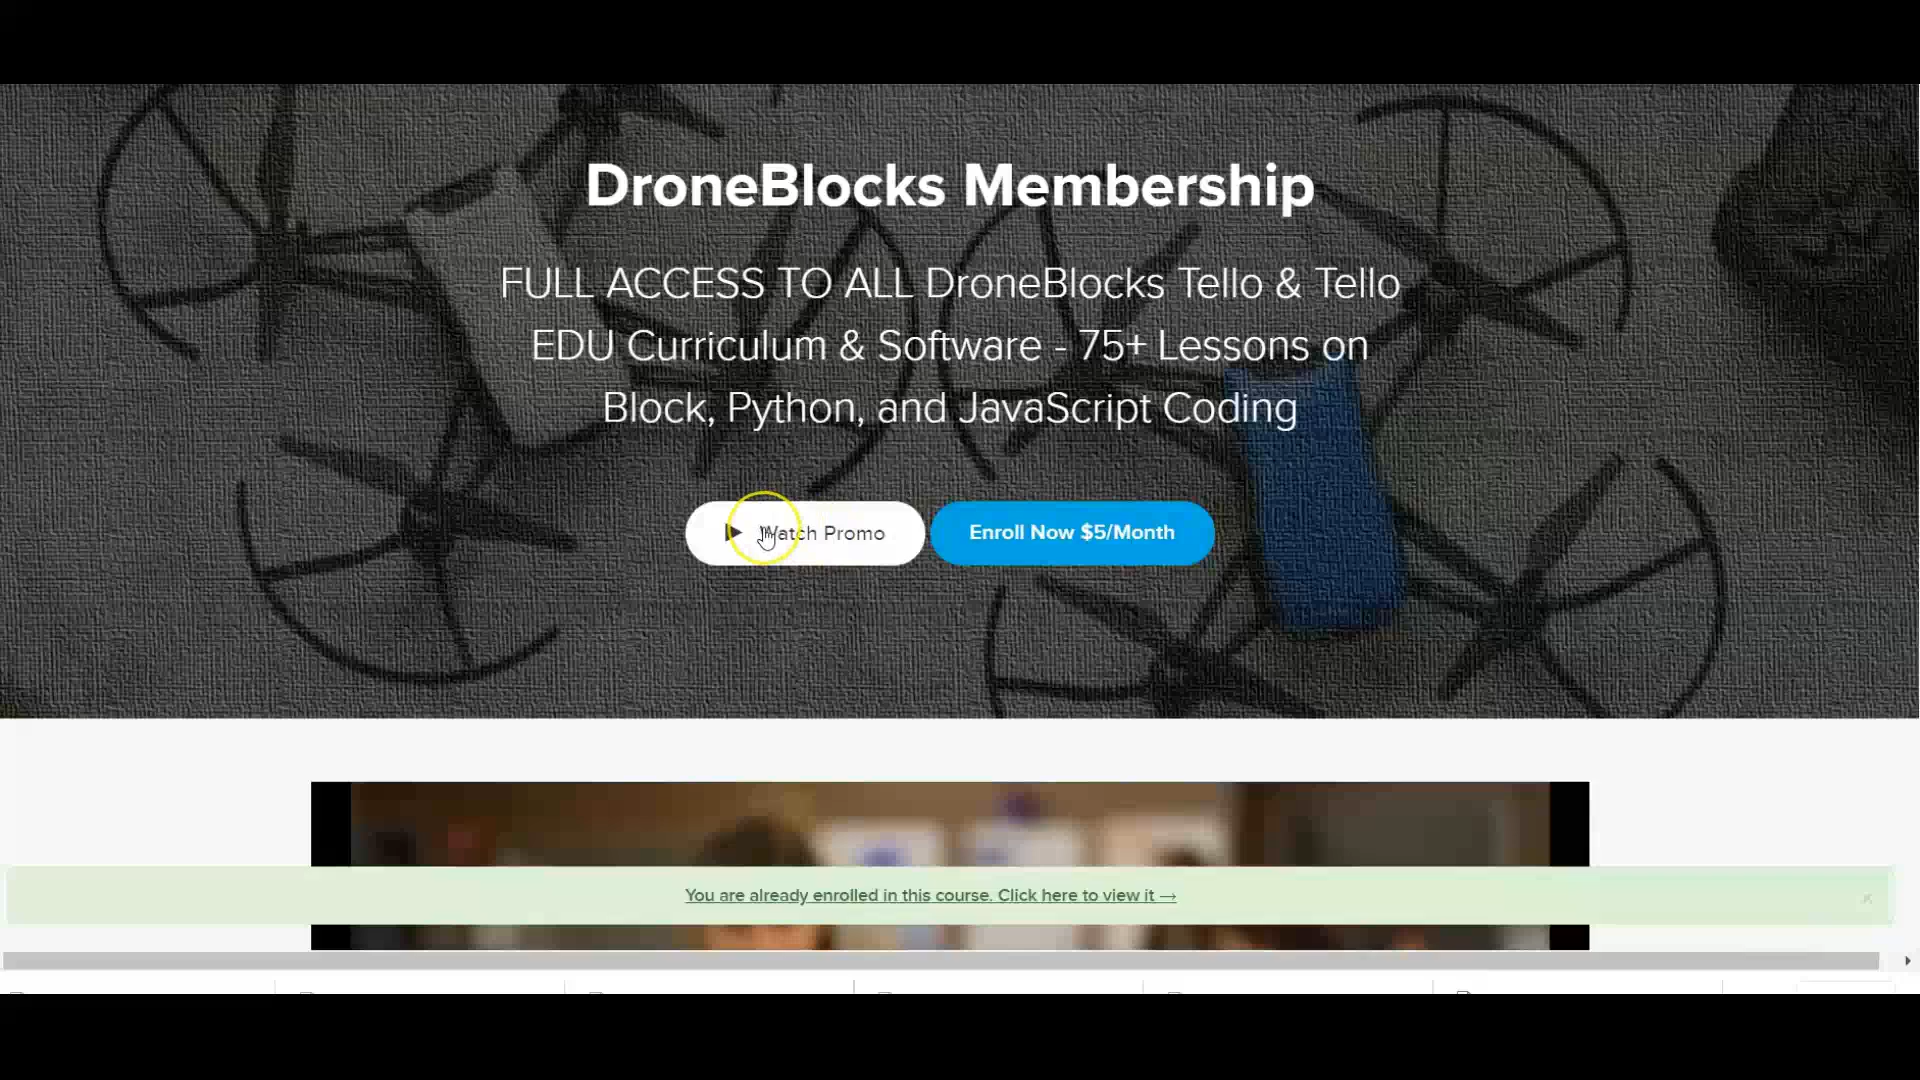 DroneBlocks Membership
FULL ACCESS TO ALL DroneBlocks Tello & Tello
EDU Curriculum & Software - 75+ Lessons on
Block, Python, and JavaScript Coding
Watch Promo
Enroll Now $5/Month
You are already enrolled in this course. Click here to view it →